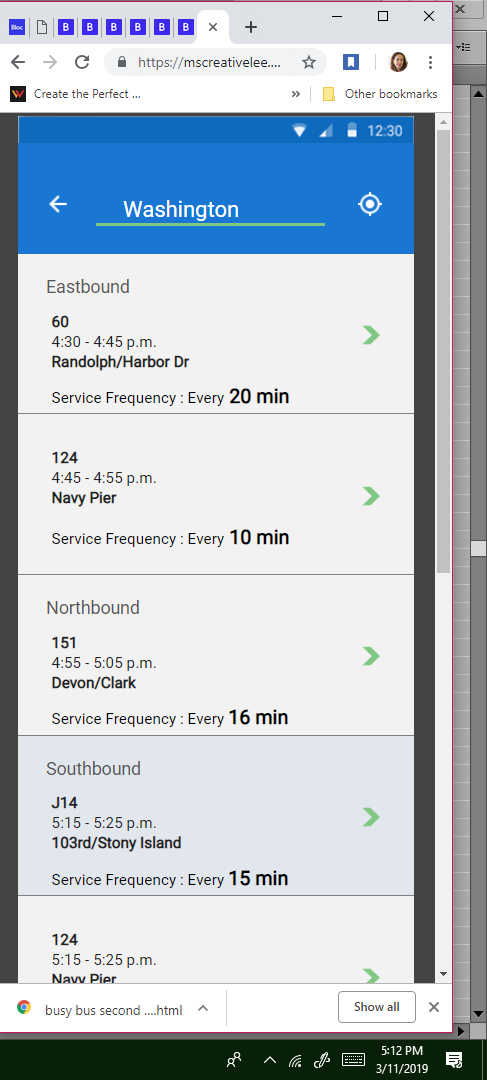 Bloc B B B B B B
https://mscreativelee....
Create the Perfect ...
» Other bookmarks
12:30
Washington
Eastbound
60
4:30 - 4:45 p.m.
Randolph/Harbor Dr
Service Frequency : Every 20 min
124
4:45 - 4:55 p.m.
Navy Pier
Service Frequency : Every 10 min
Northbound
151
4:55 - 5:05 p.m.
Devon/Clark
Service Frequency : Every 16 min
Southbound
J14
5:15 - 5:25 p.m.
103rd/Stony Island
Service Frequency : Every 15 min
124
5:15 - 5:25 p.m.
Navy Pier
busy bus second ....html
Show all
5:12 PM
3/11/2019